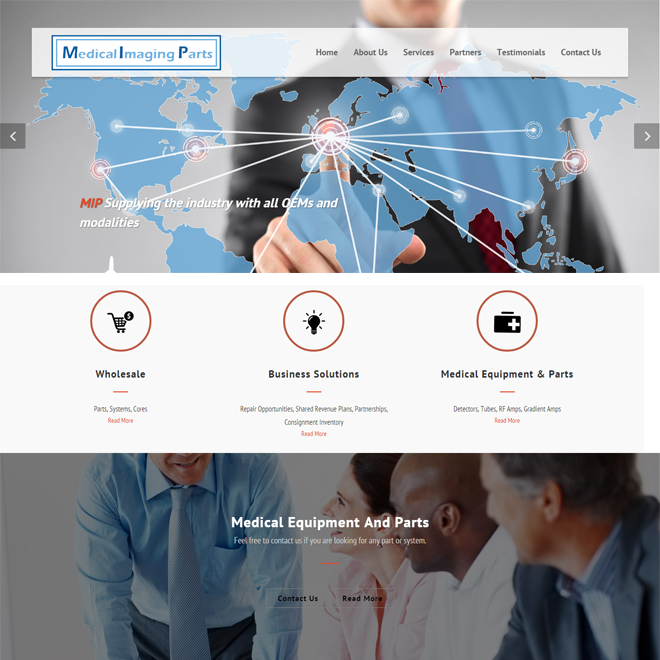 Medical Imaging Parts
Home About Us Services Partners Testimonials Contact Us
MIP Supplying the industry with all OEMs and
modalities
$
Wholesale
Business Solutions
Medical Equipment & Parts
Parts, Systems, Cores
Read More
Repair Opportunities, Shared Revenue Plans, Partnerships,
Consignment Inventory
Read More
Detectors, Tubes, RF Amps, Gradient Amps
Read More
Medical Equipment And Parts
Feel free to contact us if you are looking for any part or system.
Contact Us Read More